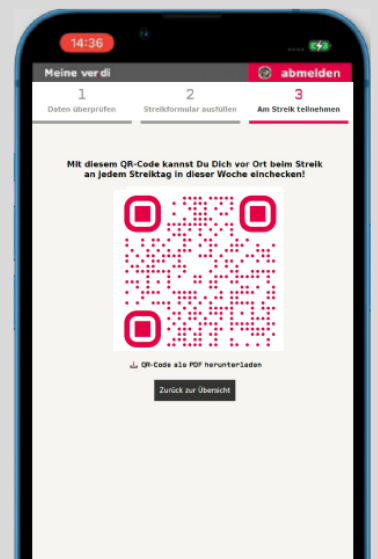 14:36
Meine ver di
abmelden
1
2
3
Daten überprüfen
Streikformular ausfüllen
Am Streik teilnehmen
Mit diesem QR-Code kannst Du Dich vor Ort beim Streik
an jedem Streiktag in dieser Woche einchecken!
QR-Code als PDF herunterladen
Zurück zur Übersicht